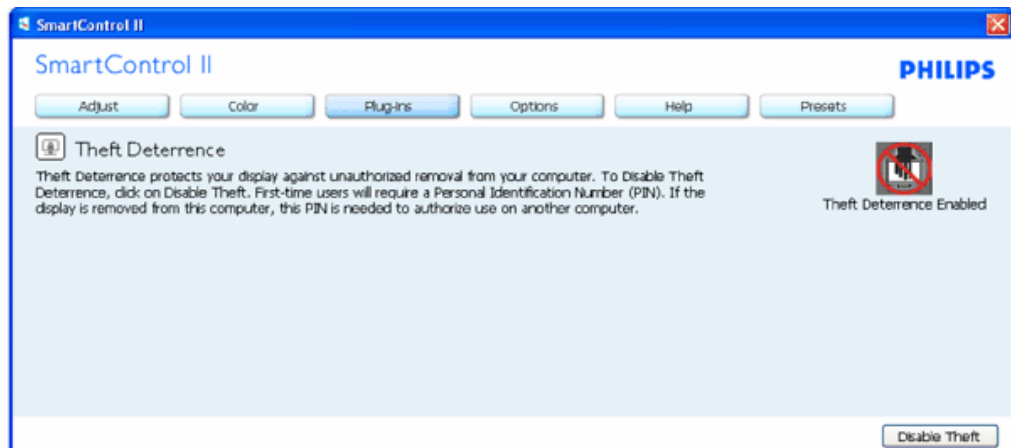 SmartControl II
SmartControl II
PHILIPS
Adjust
Color
Plug-Ins
Options
Help
Presets
Theft Deterrence
Theft Deterrence protects your display against unauthorized removal from your computer. To Disable Theft
Deterrence, click on Disable Theft. First-time users will require a Personal Identification Number (PIN). If the
display is removed from this computer, this PIN is needed to authorize use on another computer.
Theft Deterrence Enabled
Disable Theft